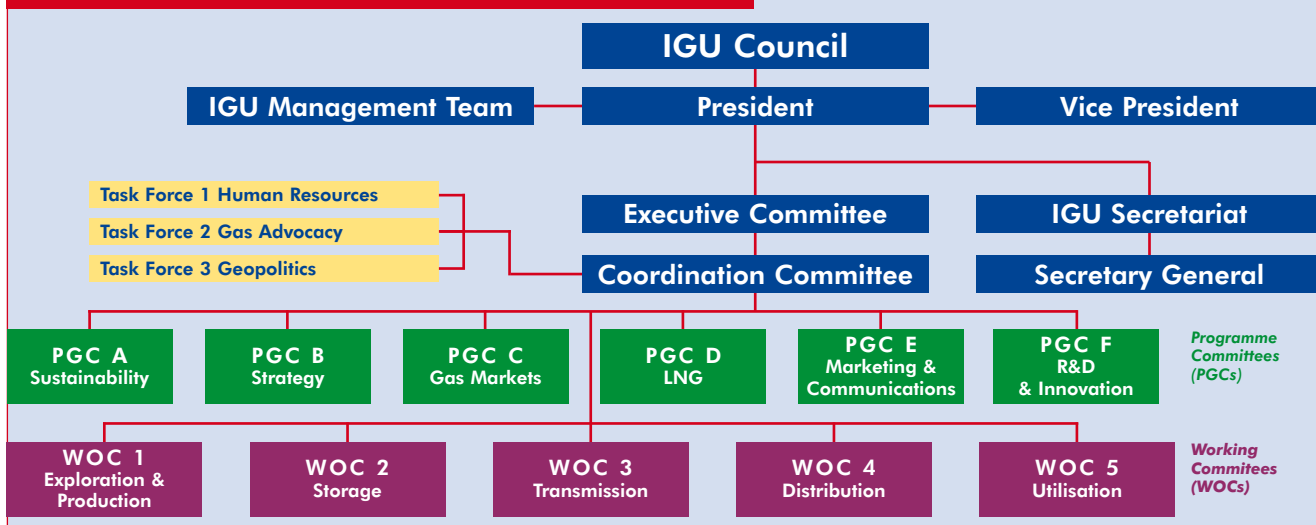 IGU Council
IGU Management Team
President
Vice President
Task Force 1 Human Resources
Task Force 2 Gas Advocacy
Task Force 3 Geopolitics
Executive Committee
IGU Secretariat
Coordination Committee
Secretary General
PGC A
Sustainability
PGC B
Strategy
PGC C
Gas Markets
PGC D
LNG
PGC E
Marketing &
Communications
PGC F
R&D
& Innovation
Programme
Committees
(PGCs)
WOC 1
Exploration &
Production
WOC 2
Storage
WOC 3
Transmission
WOC 4
Distribution
WOC 5
Utilisation
Working
Commitees
(WOCs)